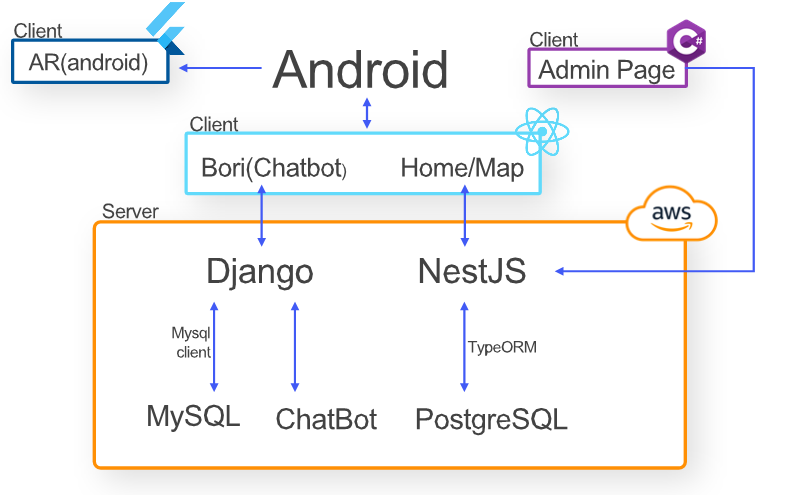 Client
AR(android)
Android
Client
C#
Admin Page
Client
Bori(Chatbot)
Home/Map
Server
aws
Django
NestJS
Mysql
client
TypeORM
MySQL
ChatBot
PostgreSQL